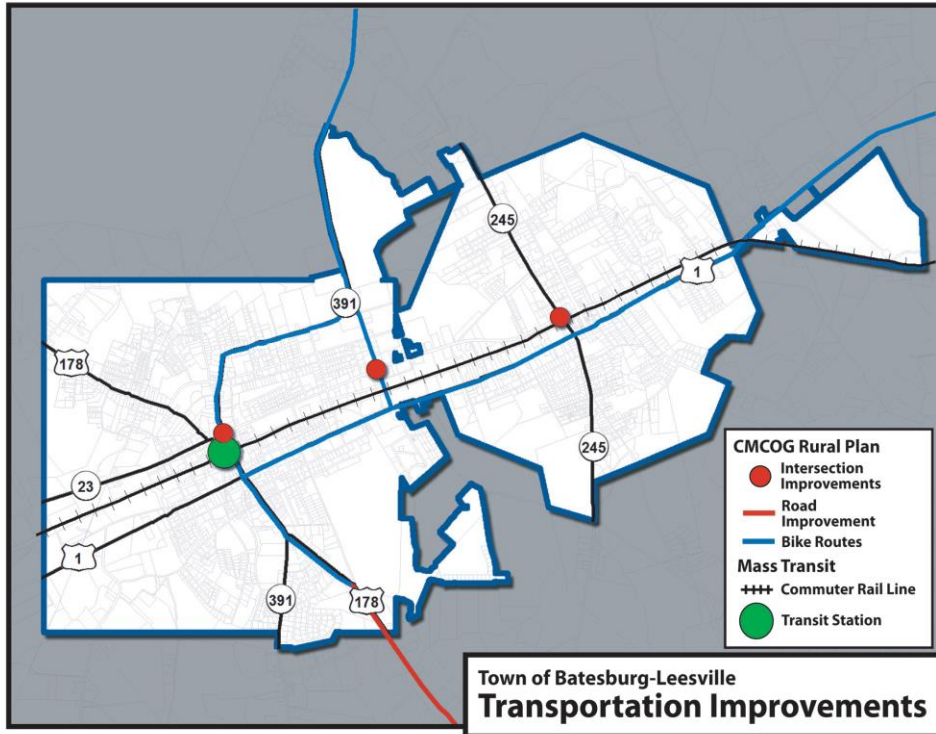 245
1
391
178
245
23
1
391
178
CMCOG Rural Plan
Intersection
Improvements
Road
Improvement
Bike Routes
Mass Transit
Commuter Rail Line
Transit Station
Town of Batesburg-Leesville
Transportation Improvements